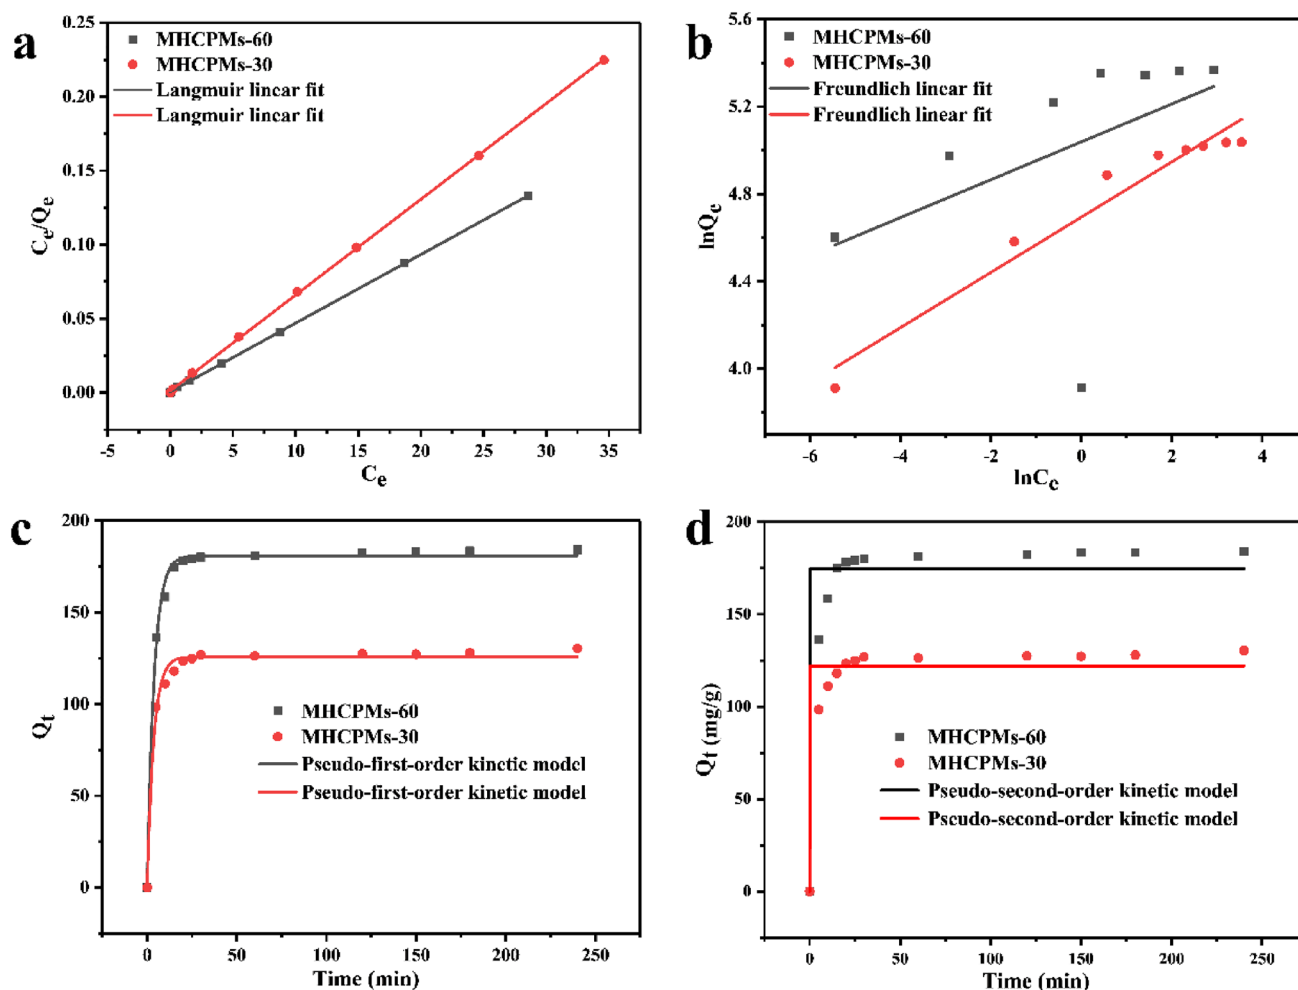 a
MHCPMs-60
MHCPMs-30
Langmuir linear fit
Langmuir linear fit
0.25
0.20
0.15
0.10
0.05
0.00
Ce/Qe
-5 0 5 10 15 20 25 30 35
Ce
b
MHCPMs-60
MHCPMs-30
Freundlich linear fit
Freundlich linear fit
5.6
5.2
4.8
4.4
4.0
lnQe
-6 -4 -2 0 2 4
lnCe
c
200
150
100
50
0
Qt
MHCPMs-60
MHCPMs-30
Pseudo-first-order kinetic model
Pseudo-first-order kinetic model
0 50 100 150 200 250
Time (min)
d
200
150
100
50
0
Qt (mg/g)
MHCPMs-60
MHCPMs-30
Pseudo-second-order kinetic model
Pseudo-second-order kinetic model
0 50 100 150 200 250
Time (min)